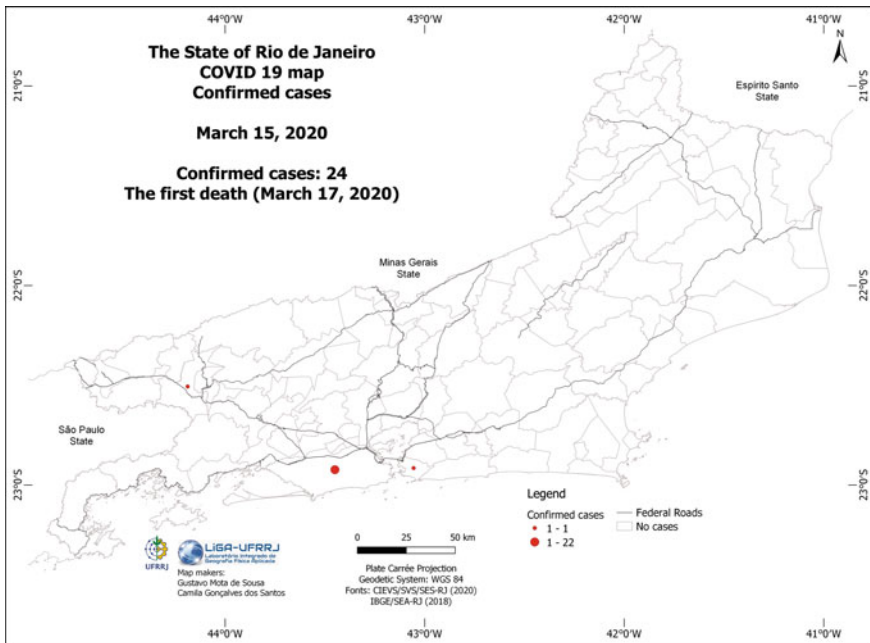 44°0'W
43°0'W
42°0'W
41°0'W
N
The State of Rio de Janeiro
COVID 19 map
Confirmed cases
March 15, 2020
Confirmed cases: 24
The first death (March 17, 2020)
21°0'S
21°0'S
Espirito Santo
State
Minas Gerais
State
22°0'S
22°0'S
São Paulo
State
23°0'S
23°0'S
Legend
Confirmed cases
1 - 1
1 - 22
Federal Roads
No cases
0 25 50 km
UFRRJ
LiGA-UFRRJ
Laboratório Integrado de
Geografia Física Aplicada
Map makers:
Gustavo Mota de Sousa
Camila Gonçalves dos Santos
Plate Carrée Projection
Geodetic System: WGS 84
Fonts: CIEVS/SVS/SES-RJ (2020)
IBGE/SEA-RJ (2018)
44°0'W
43°0'W
42°0'W
41°0'W